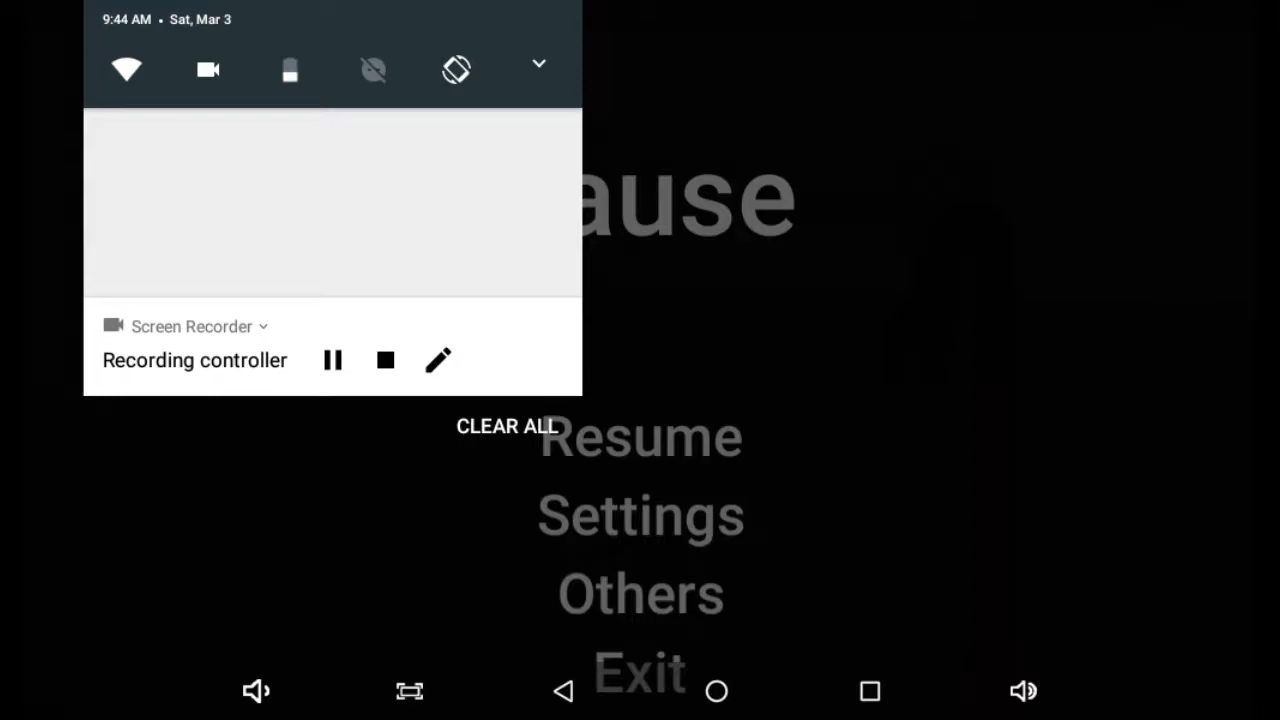 9:44 AM • Sat, Mar 3
ause
Screen Recorder
Recording controller
CLEAR ALL
Resume
Settings
Others
Exit